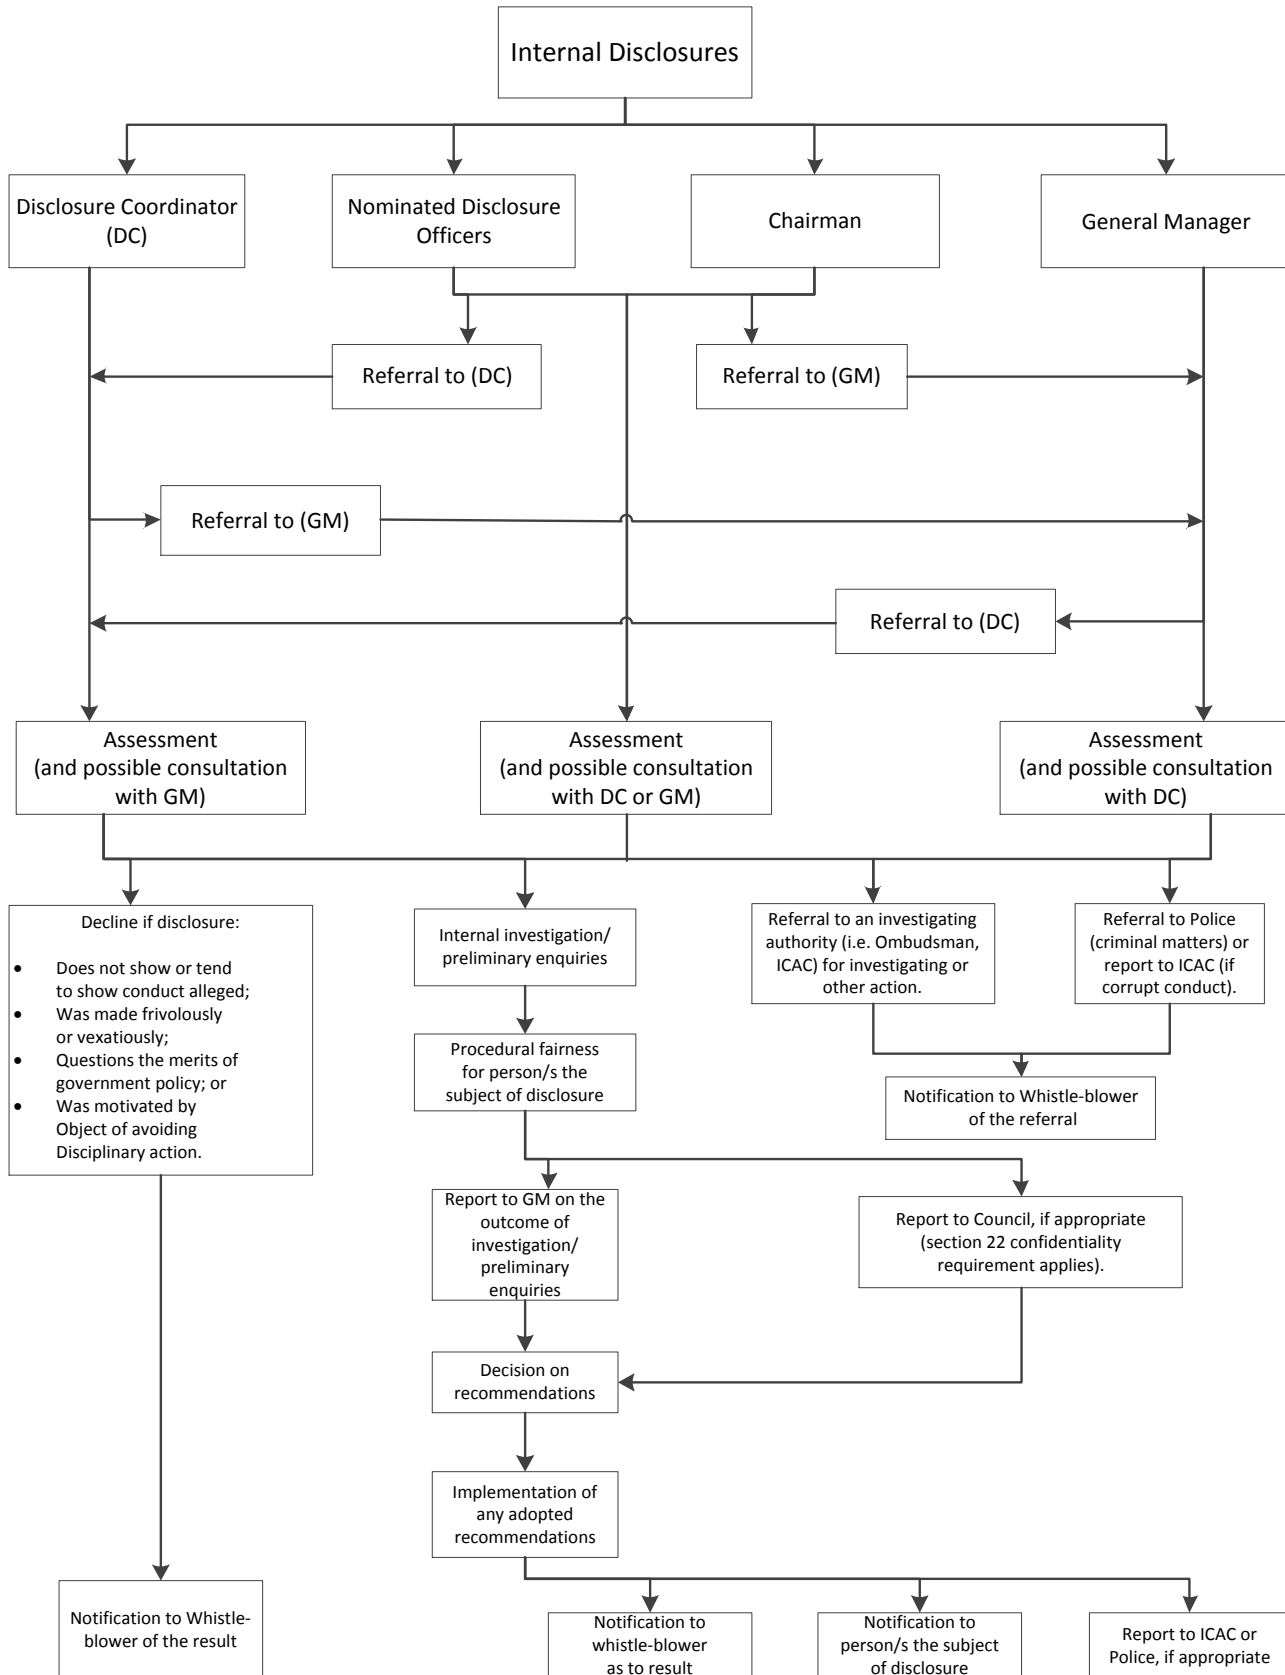 Internal Disclosures
Disclosure Coordinator
(DC)
Nominated Disclosure
Officers
Chairman
General Manager
Referral to (DC)
Referral to (GM)
Referral to (GM)
Referral to (DC)
Assessment
(and possible consultation
with GM)
Assessment
(and possible consultation
with DC or GM)
Assessment
(and possible consultation
with DC)
Decline if disclosure:
• Does not show or tend
to show conduct alleged;
• Was made frivolously
or vexatiously;
• Questions the merits of
government policy; or
• Was motivated by
Object of avoiding
Disciplinary action.
Internal investigation/
preliminary enquiries
Referral to an investigating
authority (i.e. Ombudsman,
ICAC) for investigating or
other action.
Referral to Police
(criminal matters) or
report to ICAC (if
corrupt conduct).
Procedural fairness
for person/s the
subject of disclosure
Notification to Whistle-blower
of the referral
Report to GM on the
outcome of
investigation/
preliminary
enquiries
Report to Council, if appropriate
(section 22 confidentiality
requirement applies).
Decision on
recommendations
Implementation of
any adopted
recommendations
Notification to Whistle-
blower of the result
Notification to
whistle-blower
as to result
Notification to
person/s the subject
of disclosure
Report to ICAC or
Police, if appropriate